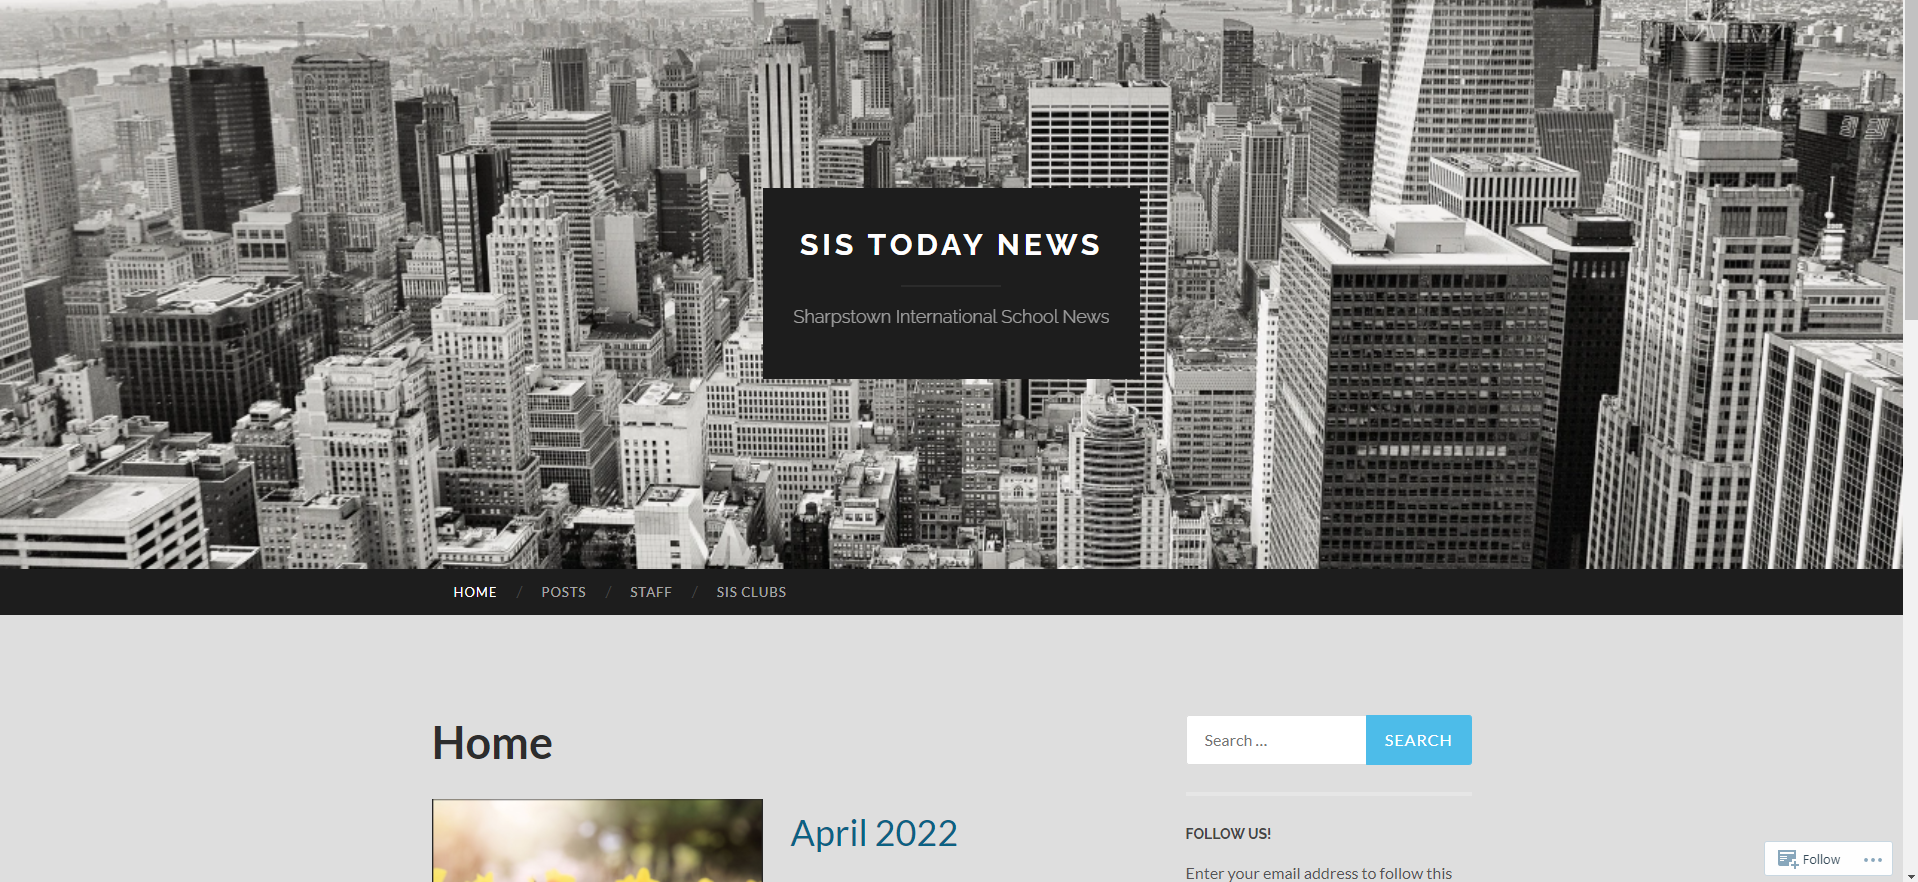 SIS TODAY NEWS
Sharpstown International School News
HOME / POSTS / STAFF / SIS CLUBS
Home
Search …
SEARCH
April 2022
FOLLOW US!
Enter your email address to follow this
Follow